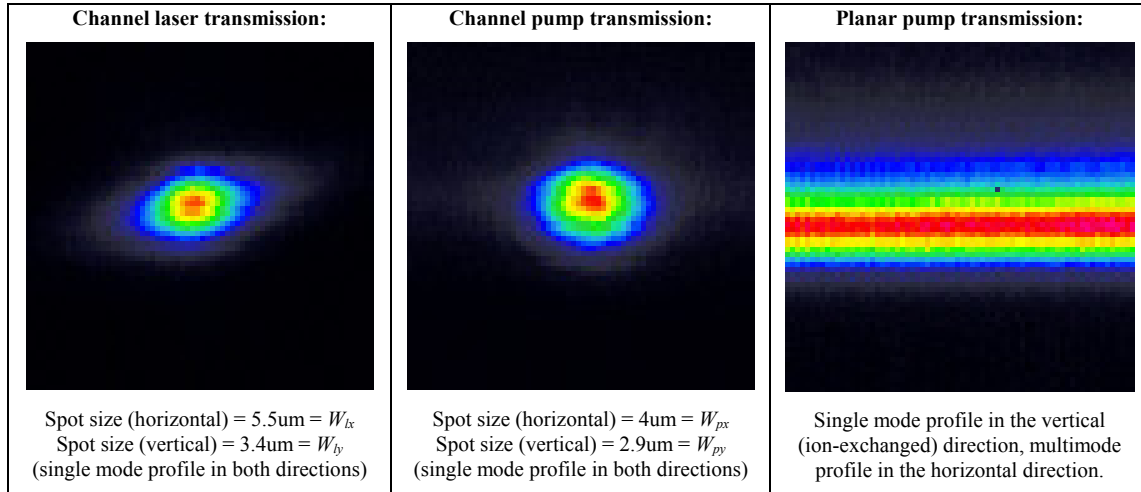 Channel laser transmission:
Channel pump transmission:
Planar pump transmission:
Spot size (horizontal) = 5.5um = Wlx
Spot size (vertical) = 3.4um = Wly
(single mode profile in both directions)
Spot size (horizontal) = 4um = Wpx
Spot size (vertical) = 2.9um = Wpy
(single mode profile in both directions)
Single mode profile in the vertical
(ion-exchanged) direction, multimode
profile in the horizontal direction.